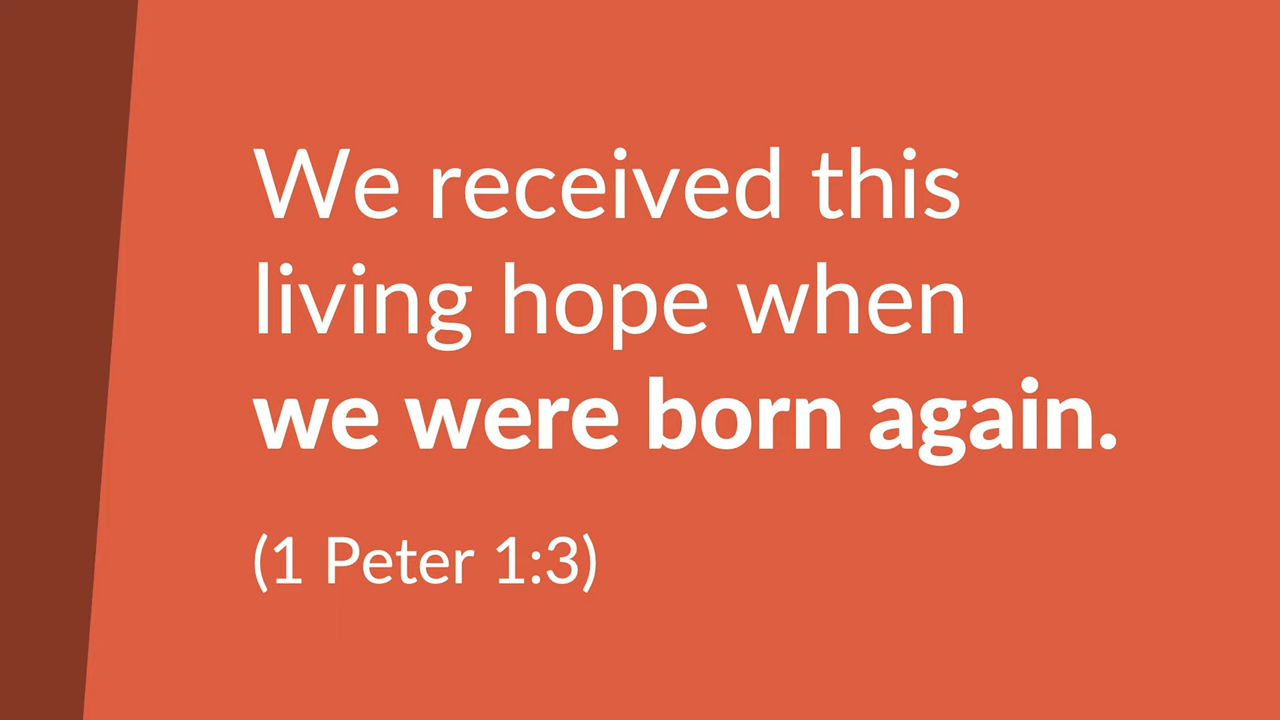 We received this
living hope when
we were born again.
(1 Peter 1:3)